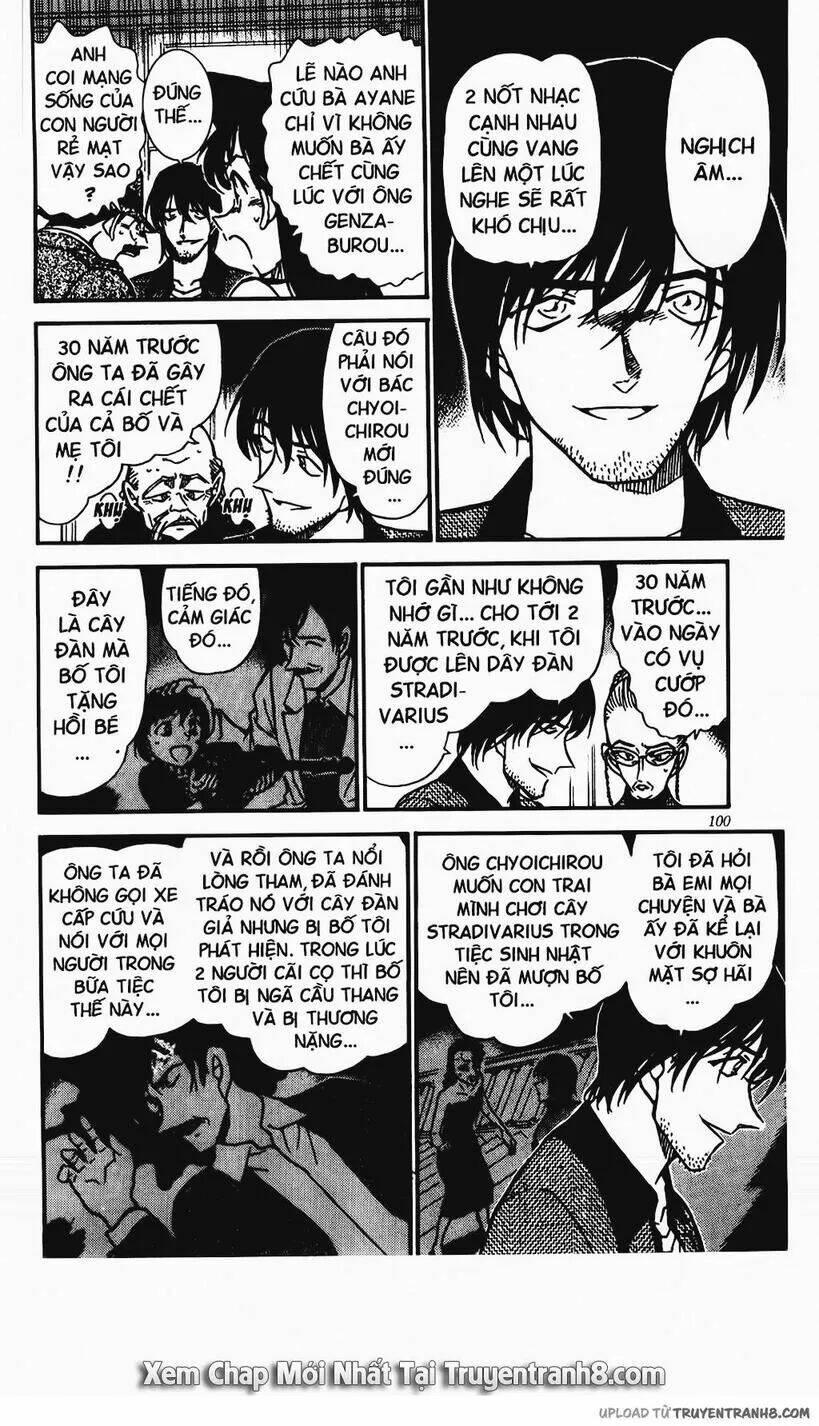 NGHỊCH
ÂM...
2 NỐT NHẠC
CẠNH NHAU
CÙNG VANG
LÊN MỘT LÚC
NGHE SẼ RẤT
KHÓ CHỊU...
LẼ NÀO ANH
CỨU BÀ AYANE
CHỈ VÌ KHÔNG
MUỐN BÀ ẤY
CHẾT CÙNG
LÚC VỚI ÔNG
GENZA-
BUROU...
ĐÚNG
THẾ...
ANH
COI MẠNG
SỐNG CỦA
CON NGƯỜI
RẺ MẠT
VẬY SAO
?
CÂU ĐÓ
PHẢI NÓI
VỚI BÁC
CHYOI-
CHIROU
MỚI
ĐÚNG
...
30 NĂM TRƯỚC
ÔNG TA ĐÃ GÂY
RA CÁI CHẾT
CỦA CẢ BỐ VÀ
MẸ TÔI
!!
KHỤ
KHỤ
30 NĂM
TRƯỚC...
VÀO NGÀY
CÓ VỤ
CƯỚP
ĐÓ...
TÔI GẦN NHƯ KHÔNG
NHỚ GÌ... CHO TỚI 2
NĂM TRƯỚC, KHI TÔI
ĐƯỢC LÊN DÂY ĐÀN
STRADI-
VARIUS
...
TIẾNG ĐÓ,
CẢM GIÁC
ĐÓ...
ĐÂY
LÀ CÂY
ĐÀN MÀ
BỐ TÔI
TẶNG
HỒI BÉ
...
100
TÔI ĐÃ HỎI
BÀ EMI MỌI
CHUYỆN VÀ BÀ
ẤY ĐÃ KỂ LẠI
VỚI KHUÔN
MẶT SỢ HÃI
...
ÔNG CHYOICHIROU
MUỐN CON TRAI
MÌNH CHƠI CÂY
STRADIVARIUS TRONG
TIỆC SINH NHẬT
NÊN ĐÃ MƯỢN BỐ
TÔI...
VÀ RỒI ÔNG TA NỔI
LÒNG THAM, ĐÃ ĐÁNH
TRÁO NÓ VỚI CÂY ĐÀN
GIẢ NHƯNG BỊ BỐ TÔI
PHÁT HIỆN. TRONG LÚC
2 NGƯỜI CÃI CỌ THÌ BỐ
TÔI BỊ NGÃ CẦU THANG
VÀ BỊ THƯƠNG
NẶNG...
ÔNG TA ĐÃ
KHÔNG GỌI XE
CẤP CỨU VÀ
NÓI VỚI MỌI
NGƯỜI TRONG
BỮA TIỆC
THẾ NÀY...
Xem Chap Mới Nhất Tại Truyentranh8.com
UPLOAD TỪ TRUYENTRANH8.COM